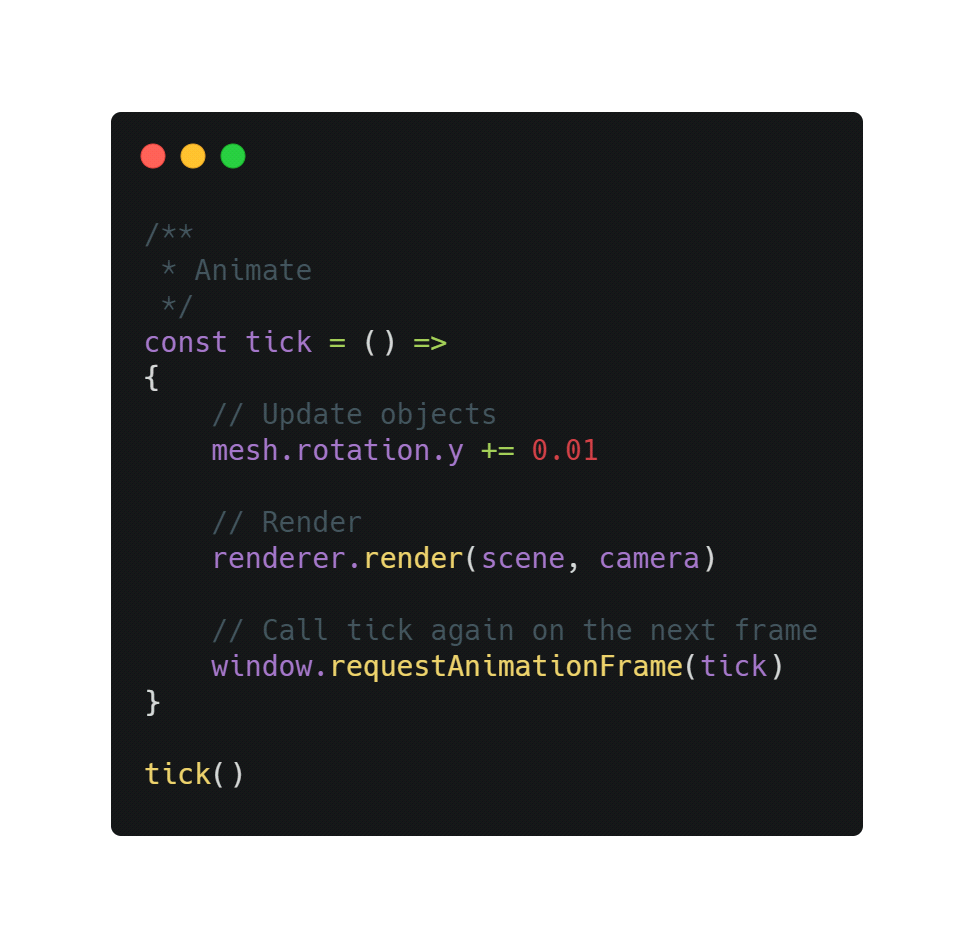 /**
 * Animate
 */
const tick = () =>
{
    // Update objects
    mesh.rotation.y += 0.01

    // Render
    renderer.render(scene, camera)

    // Call tick again on the next frame
    window.requestAnimationFrame(tick)
}

tick()